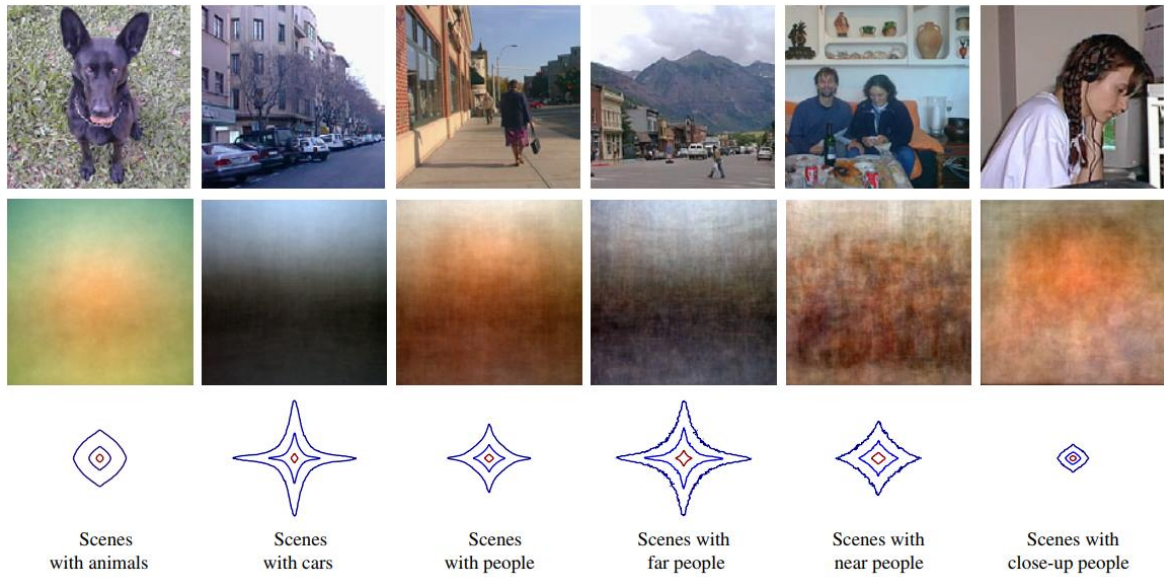 Scenes
with animals
Scenes
with cars
Scenes
with people
Scenes with
far people
Scenes with
near people
Scenes with
close-up people